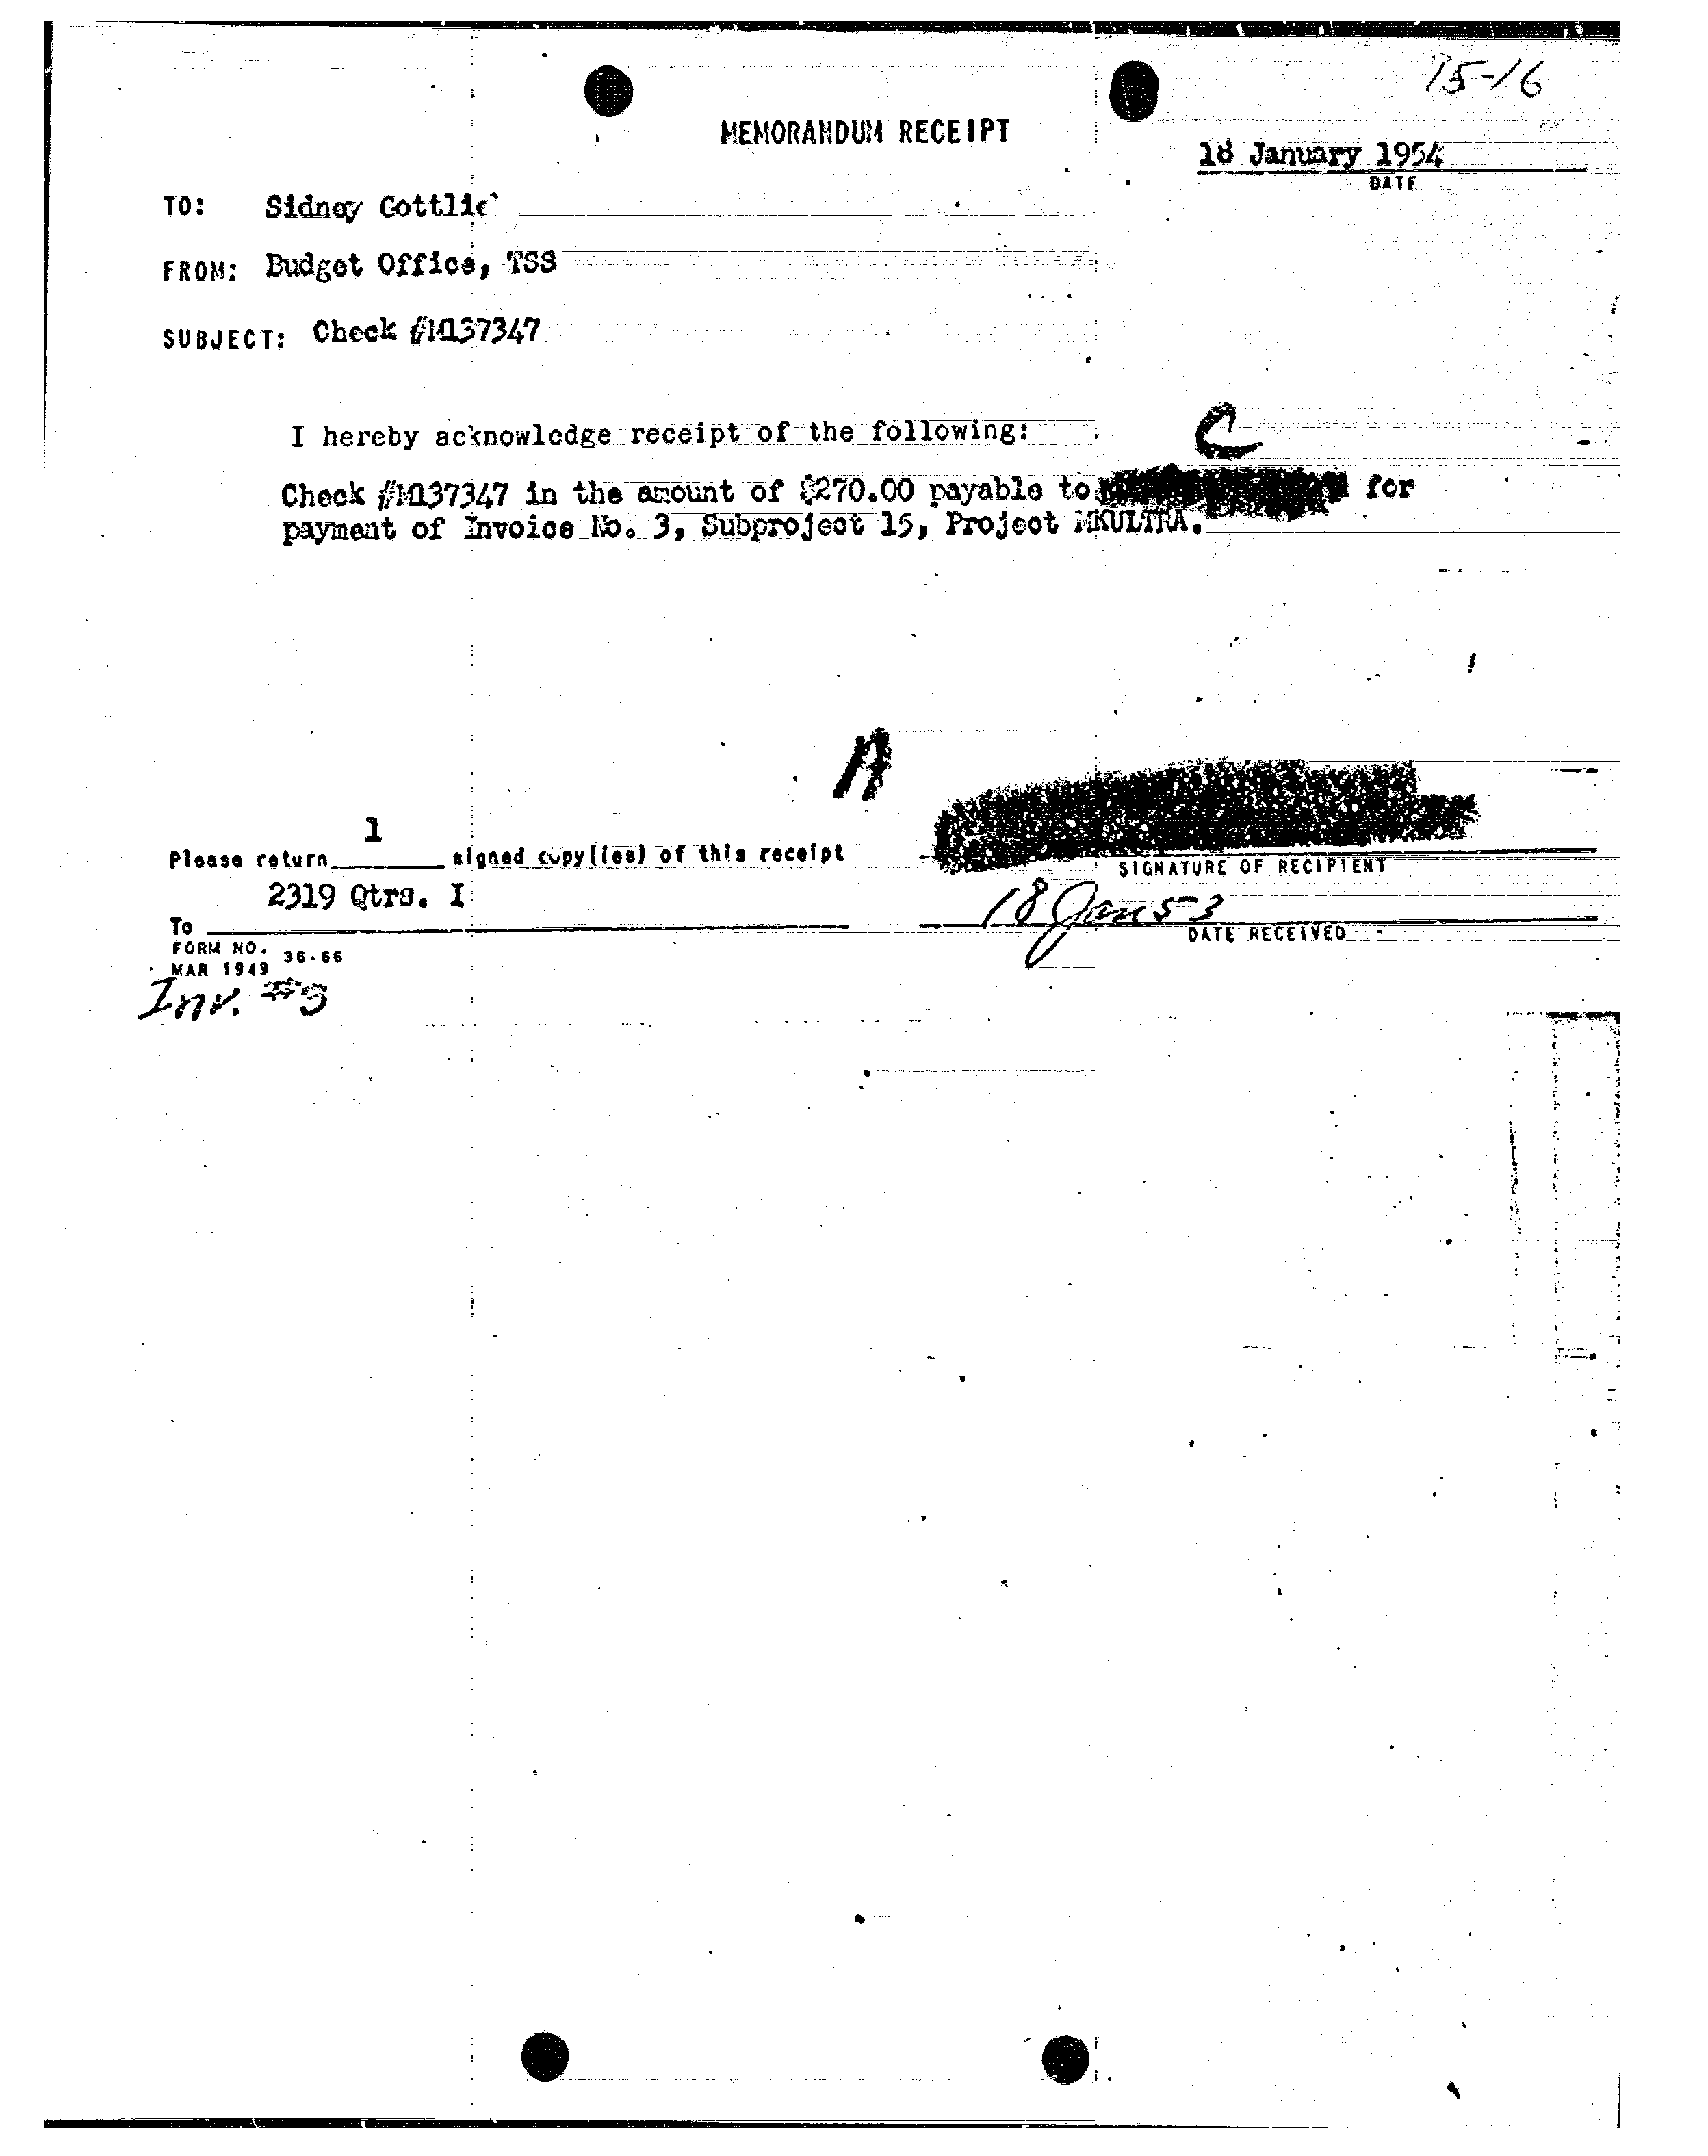 75-16
MEMORANDUM RECEIPT
18 January 1954
DATE
TO: Sidney Gottlieb
FROM: Budget Office, TSS
SUBJECT: Check #M137347
I hereby acknowledge receipt of the following:
C
Check #M137347 in the amount of $270.00 payable to for
payment of Invoice No. 3, Subproject 15, Project MKULTRA.
A
Please return 1 signed copy(ies) of this receipt
SIGNATURE OF RECIPIENT
2319 Qtrs. I
To
18 Jan 53
DATE RECEIVED
FORM NO. 36-66
MAR 1949
Inv. #3